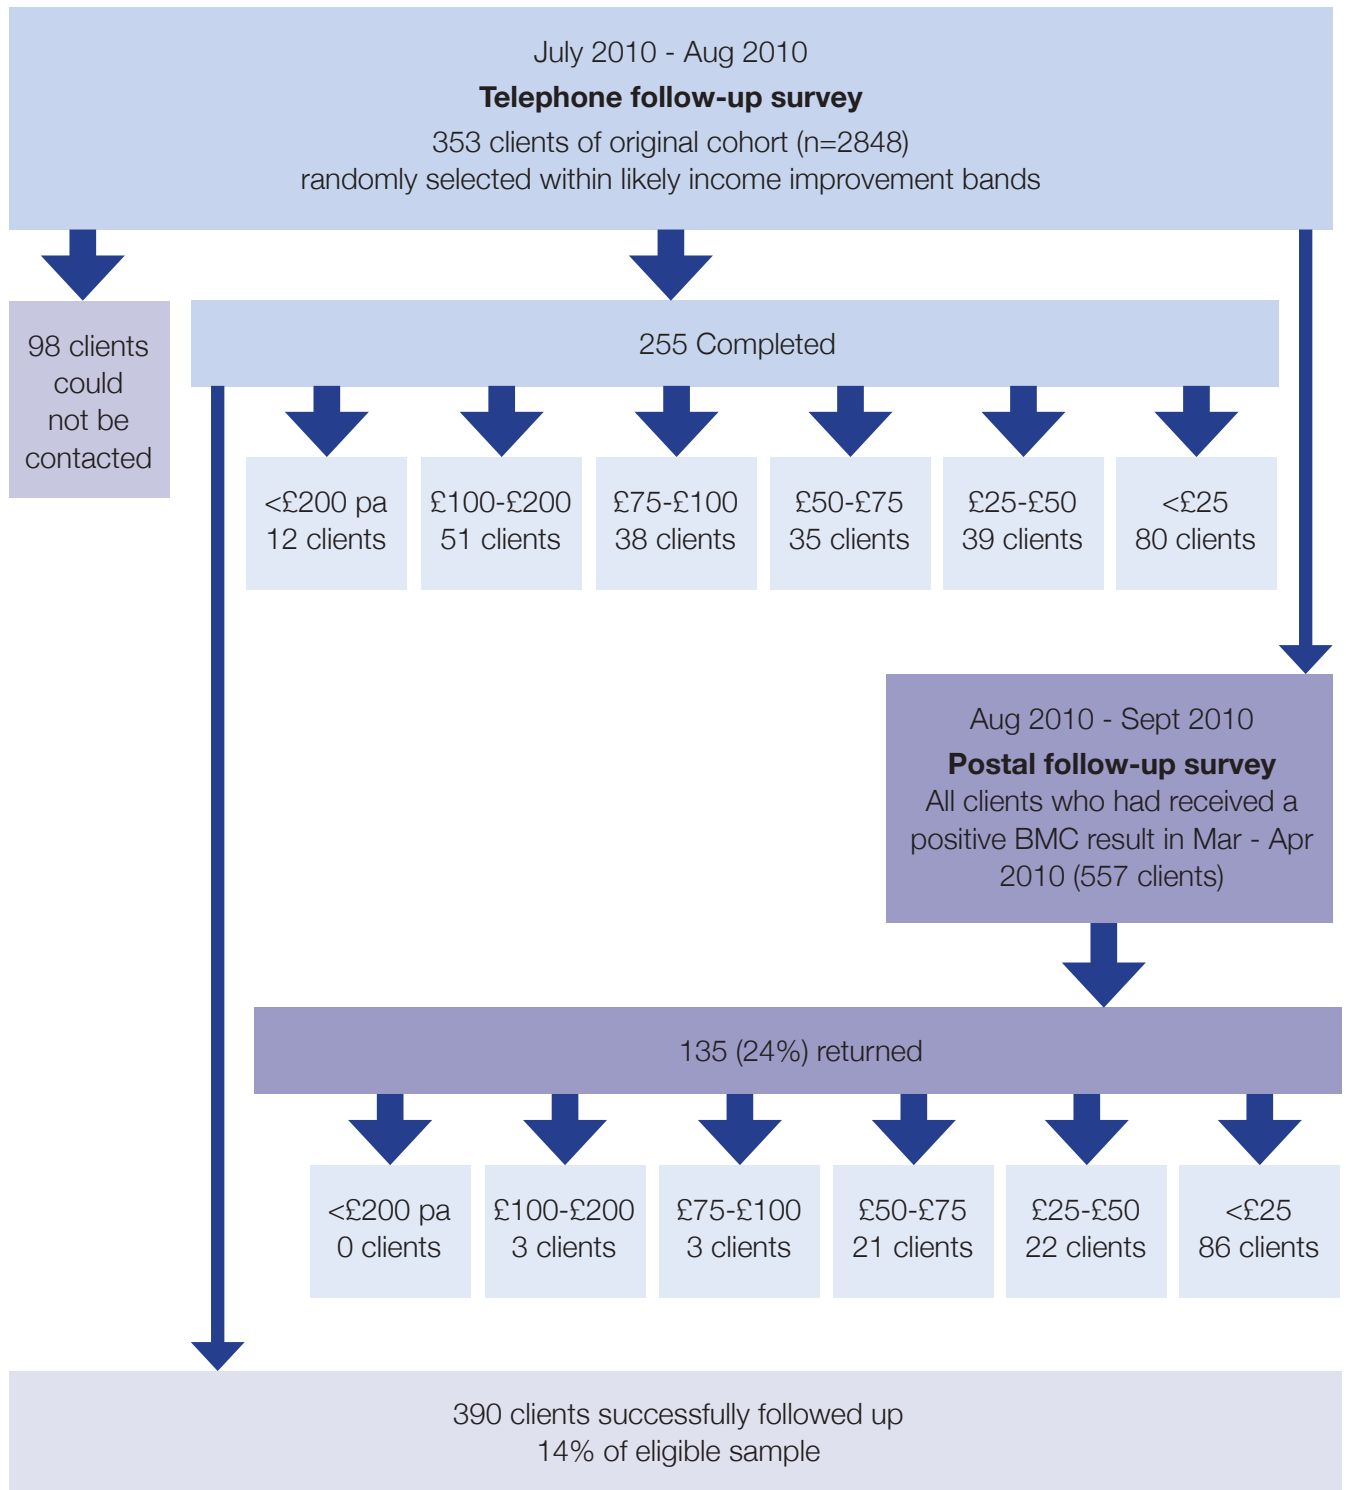 July 2010 - Aug 2010
Telephone follow-up survey
353 clients of original cohort (n=2848)
randomly selected within likely income improvement bands
98 clients
could
not be
contacted
255 Completed
<£200 pa
12 clients
£100-£200
51 clients
£75-£100
38 clients
£50-£75
35 clients
£25-£50
39 clients
<£25
80 clients
Aug 2010 - Sept 2010
Postal follow-up survey
All clients who had received a
positive BMC result in Mar - Apr
2010 (557 clients)
135 (24%) returned
<£200 pa
0 clients
£100-£200
3 clients
£75-£100
3 clients
£50-£75
21 clients
£25-£50
22 clients
<£25
86 clients
390 clients successfully followed up
14% of eligible sample